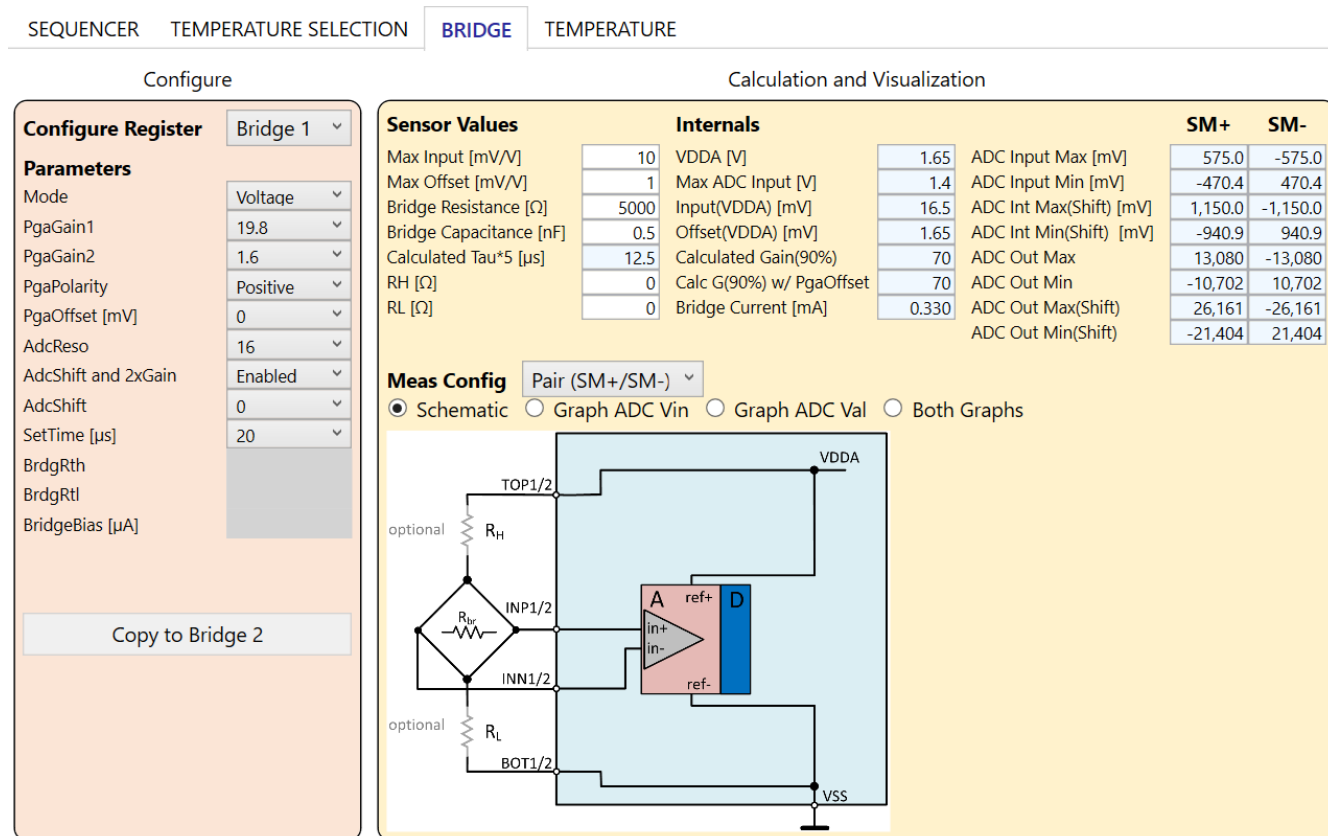 SEQUENCER TEMPERATURE SELECTION BRIDGE TEMPERATURE
Configure
Configure Register Bridge 1
Parameters
Mode Voltage
PgaGain1 19.8
PgaGain2 1.6
PgaPolarity Positive
PgaOffset [mV] 0
AdcReso 16
AdcShift and 2xGain Enabled
AdcShift 0
SetTime [µs] 20
BrdgRth
BrdgRtl
BridgeBias [µA]
Copy to Bridge 2
Calculation and Visualization
Sensor Values Internals SM+ SM-
Max Input [mV/V] 10 VDDA [V] 1.65 ADC Input Max [mV] 575.0 -575.0
Max Offset [mV/V] 1 Max ADC Input [V] 1.4 ADC Input Min [mV] -470.4 470.4
Bridge Resistance [Ω] 5000 Input(VDDA) [mV] 16.5 ADC Int Max(Shift) [mV] 1,150.0 -1,150.0
Bridge Capacitance [nF] 0.5 Offset(VDDA) [mV] 1.65 ADC Int Min(Shift) [mV] -940.9 940.9
Calculated Tau*5 [µs] 12.5 Calculated Gain(90%) 70 ADC Out Max 13,080 -13,080
RH [Ω] 0 Calc G(90%) w/ PgaOffset 70 ADC Out Min -10,702 10,702
RL [Ω] 0 Bridge Current [mA] 0.330 ADC Out Max(Shift) 26,161 -26,161
ADC Out Min(Shift) -21,404 21,404
Meas Config Pair (SM+/SM-)
Schematic Graph ADC Vin Graph ADC Val Both Graphs
VDDA
TOP1/2
optional RH
A ref+ D
INP1/2
Rbr
in+
in-
INN1/2
ref-
optional RL
BOT1/2
VSS